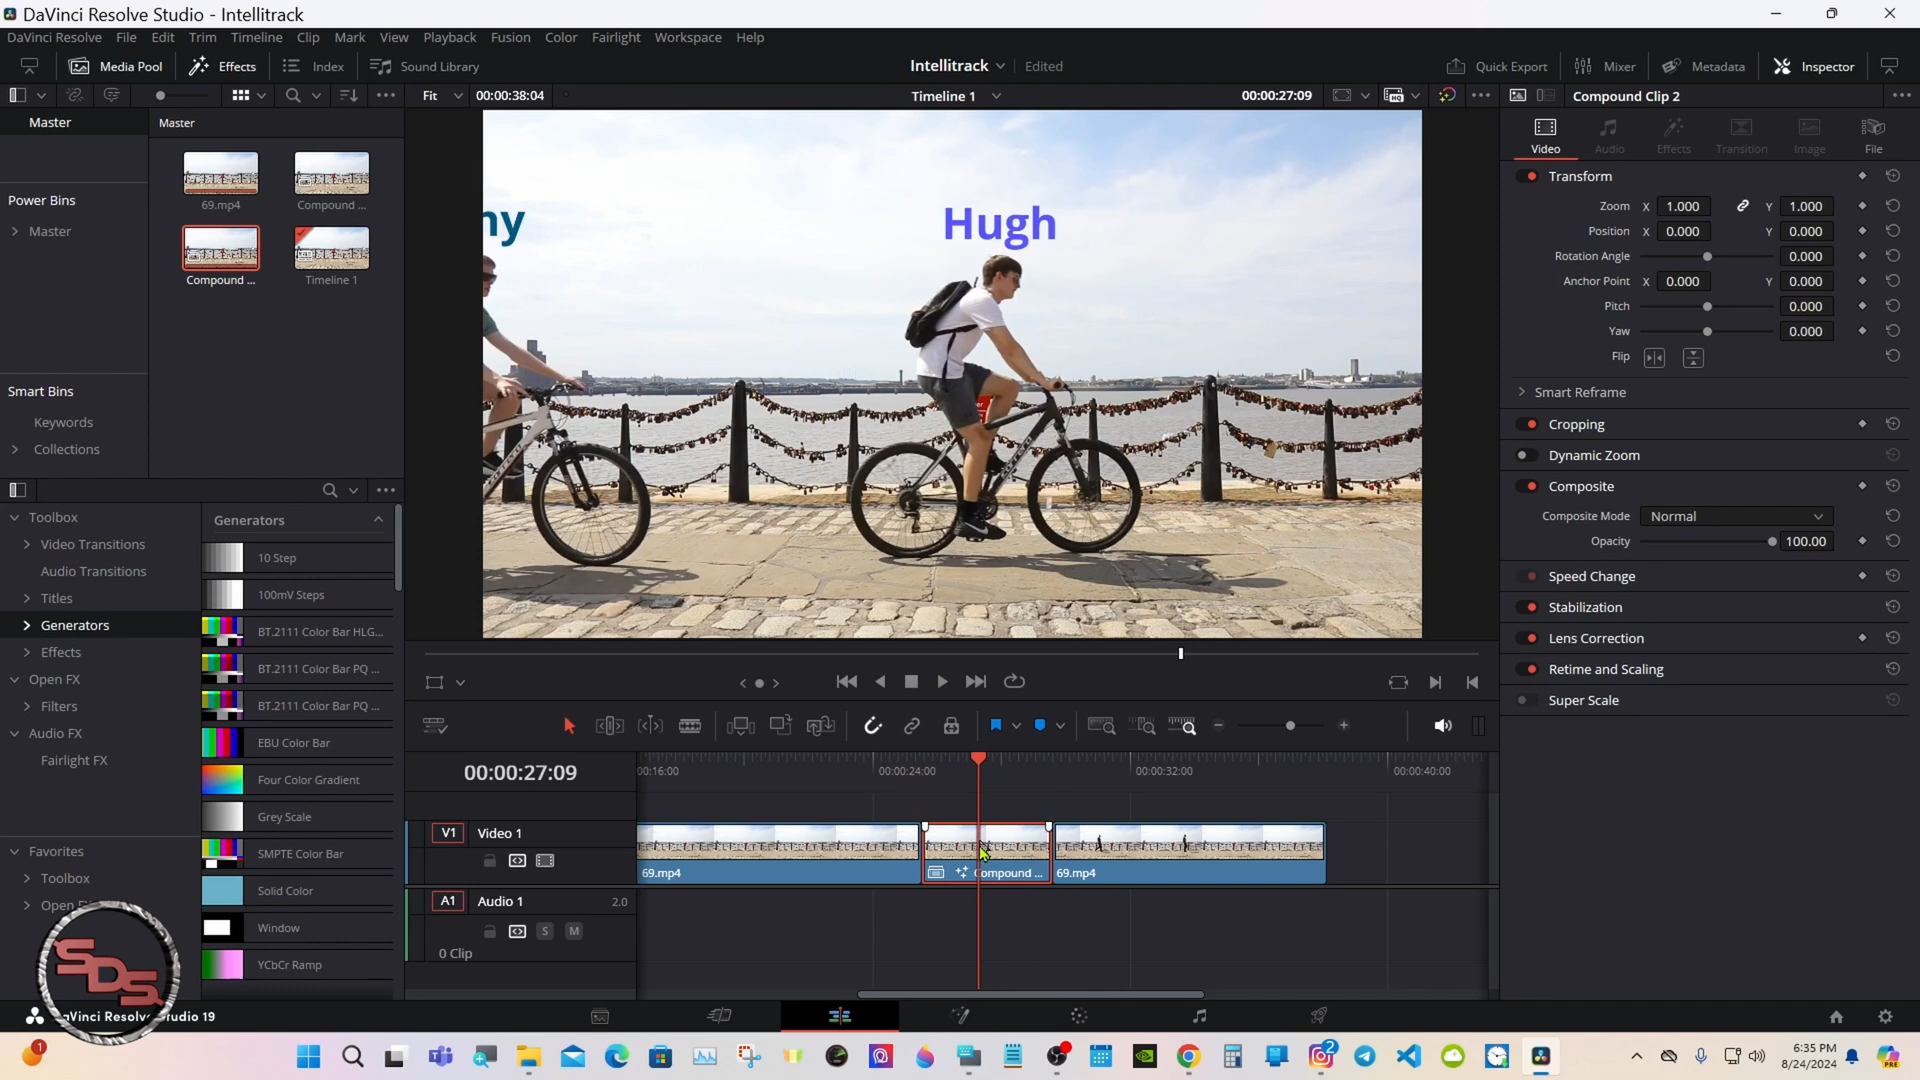 DaVinci Resolve Studio - Intellitrack
DaVinci Resolve File Edit Trim Timeline Clip Mark View Playback Fusion Color Fairlight Workspace Help
Media Pool Effects Index Sound Library Intellitrack Edited Quick Export Mixer Metadata Inspector
Fit 00:00:38:04 Timeline 1 00:00:27:09 Compound Clip 2
Master
Master
69.mp4 Compound ...
Compound ... Timeline 1
Power Bins
Master
Smart Bins
Keywords
Collections
ny
Hugh
Video Audio Effects Transition Image File
Transform
Zoom X 1.000 Y 1.000
Position X 0.000 Y 0.000
Rotation Angle 0.000
Anchor Point X 0.000 Y 0.000
Pitch 0.000
Yaw 0.000
Flip
Smart Reframe
Cropping
Dynamic Zoom
Composite
Composite Mode Normal
Opacity 100.00
Speed Change
Stabilization
Lens Correction
Retime and Scaling
Super Scale
Toolbox
Video Transitions
Audio Transitions
Titles
Generators
Effects
Open FX
Filters
Audio FX
Fairlight FX
Favorites
Toolbox
Generators
10 Step
100mV Steps
BT.2111 Color Bar HLG...
BT.2111 Color Bar PQ ...
BT.2111 Color Bar PQ ...
EBU Color Bar
Four Color Gradient
Grey Scale
SMPTE Color Bar
Solid Color
Window
YCbCr Ramp
00:00:27:09
00:16:00 00:00:24:00 00:00:32:00 00:00:40:00
V1 Video 1
69.mp4 Compound ... 69.mp4
A1 Audio 1 2.0
S M
0 Clip
SDS
aVinci Resolve Studio 19
1
2
6:35 PM
8/24/2024
PRE